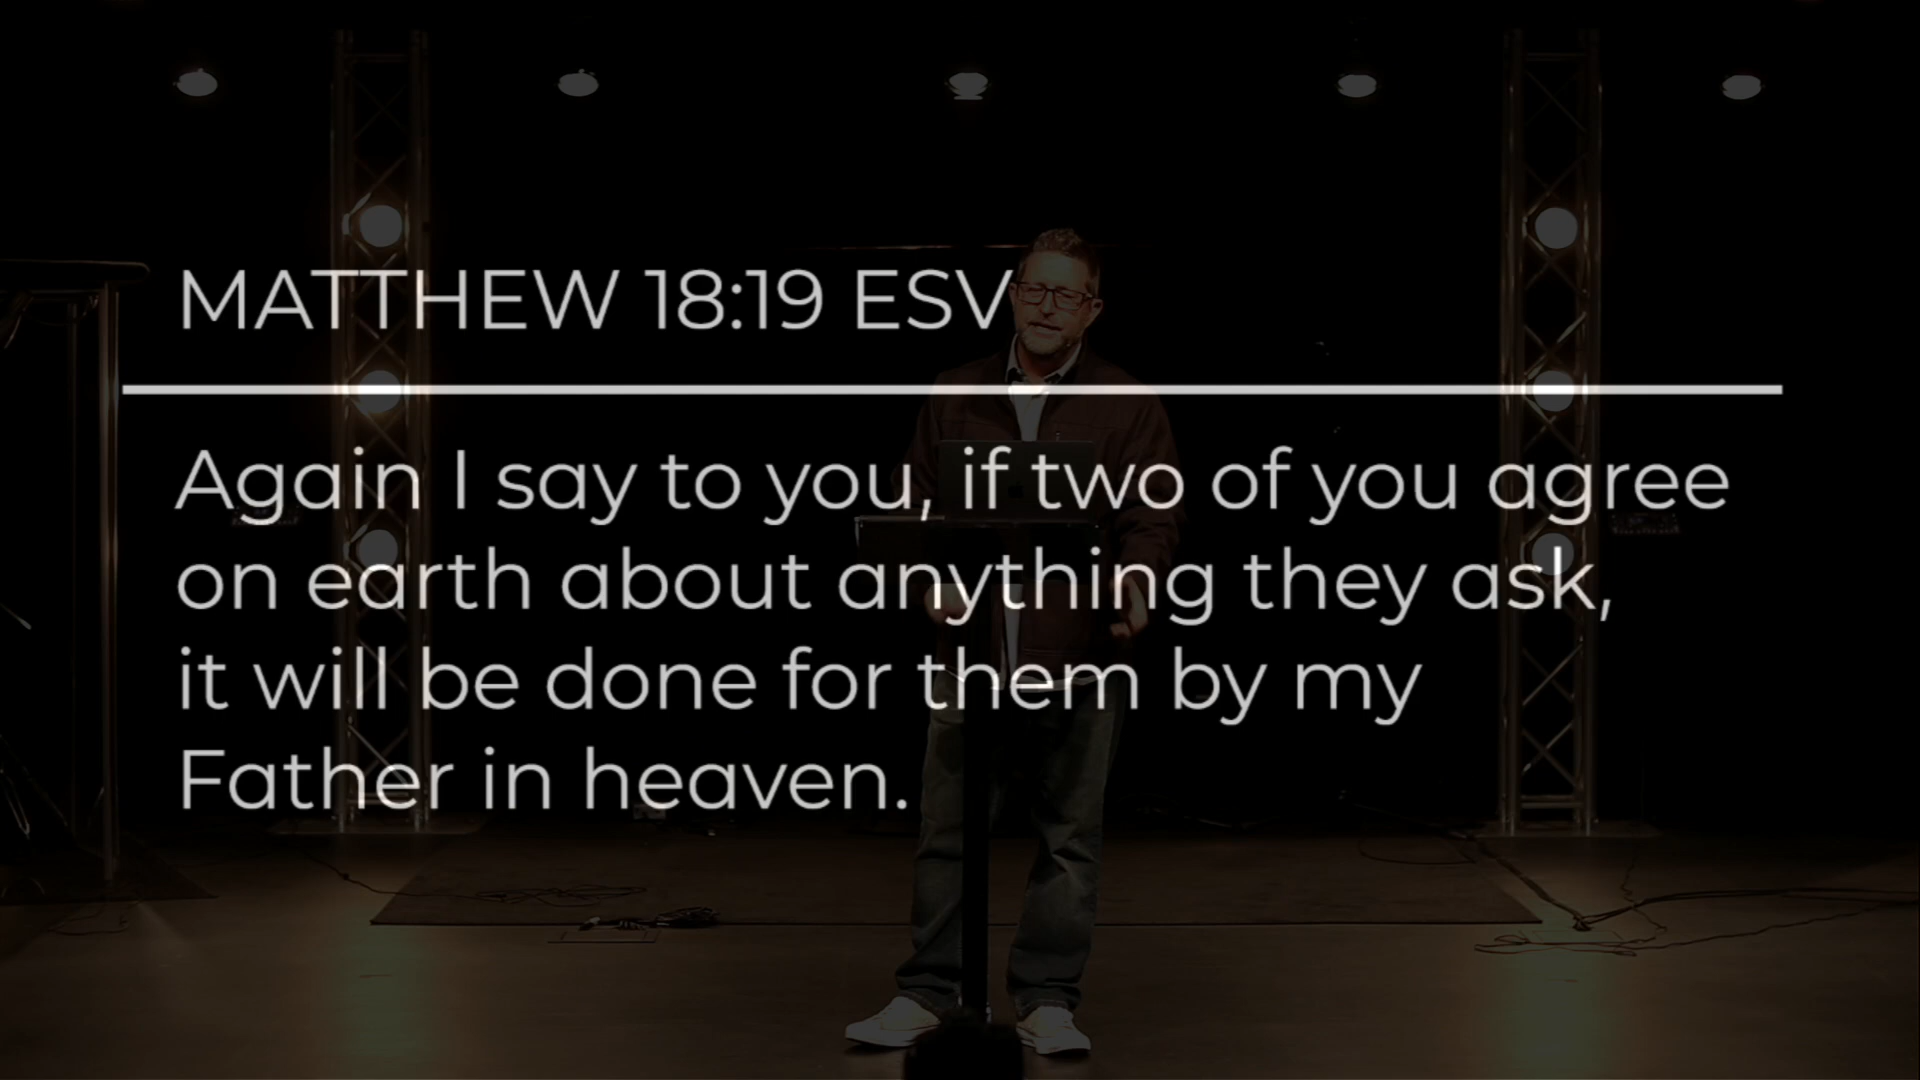 MATTHEW 18:19 ESV
Again I say to you, if two of you agree
on earth about anything they ask,
it will be done for them by my
Father in heaven.